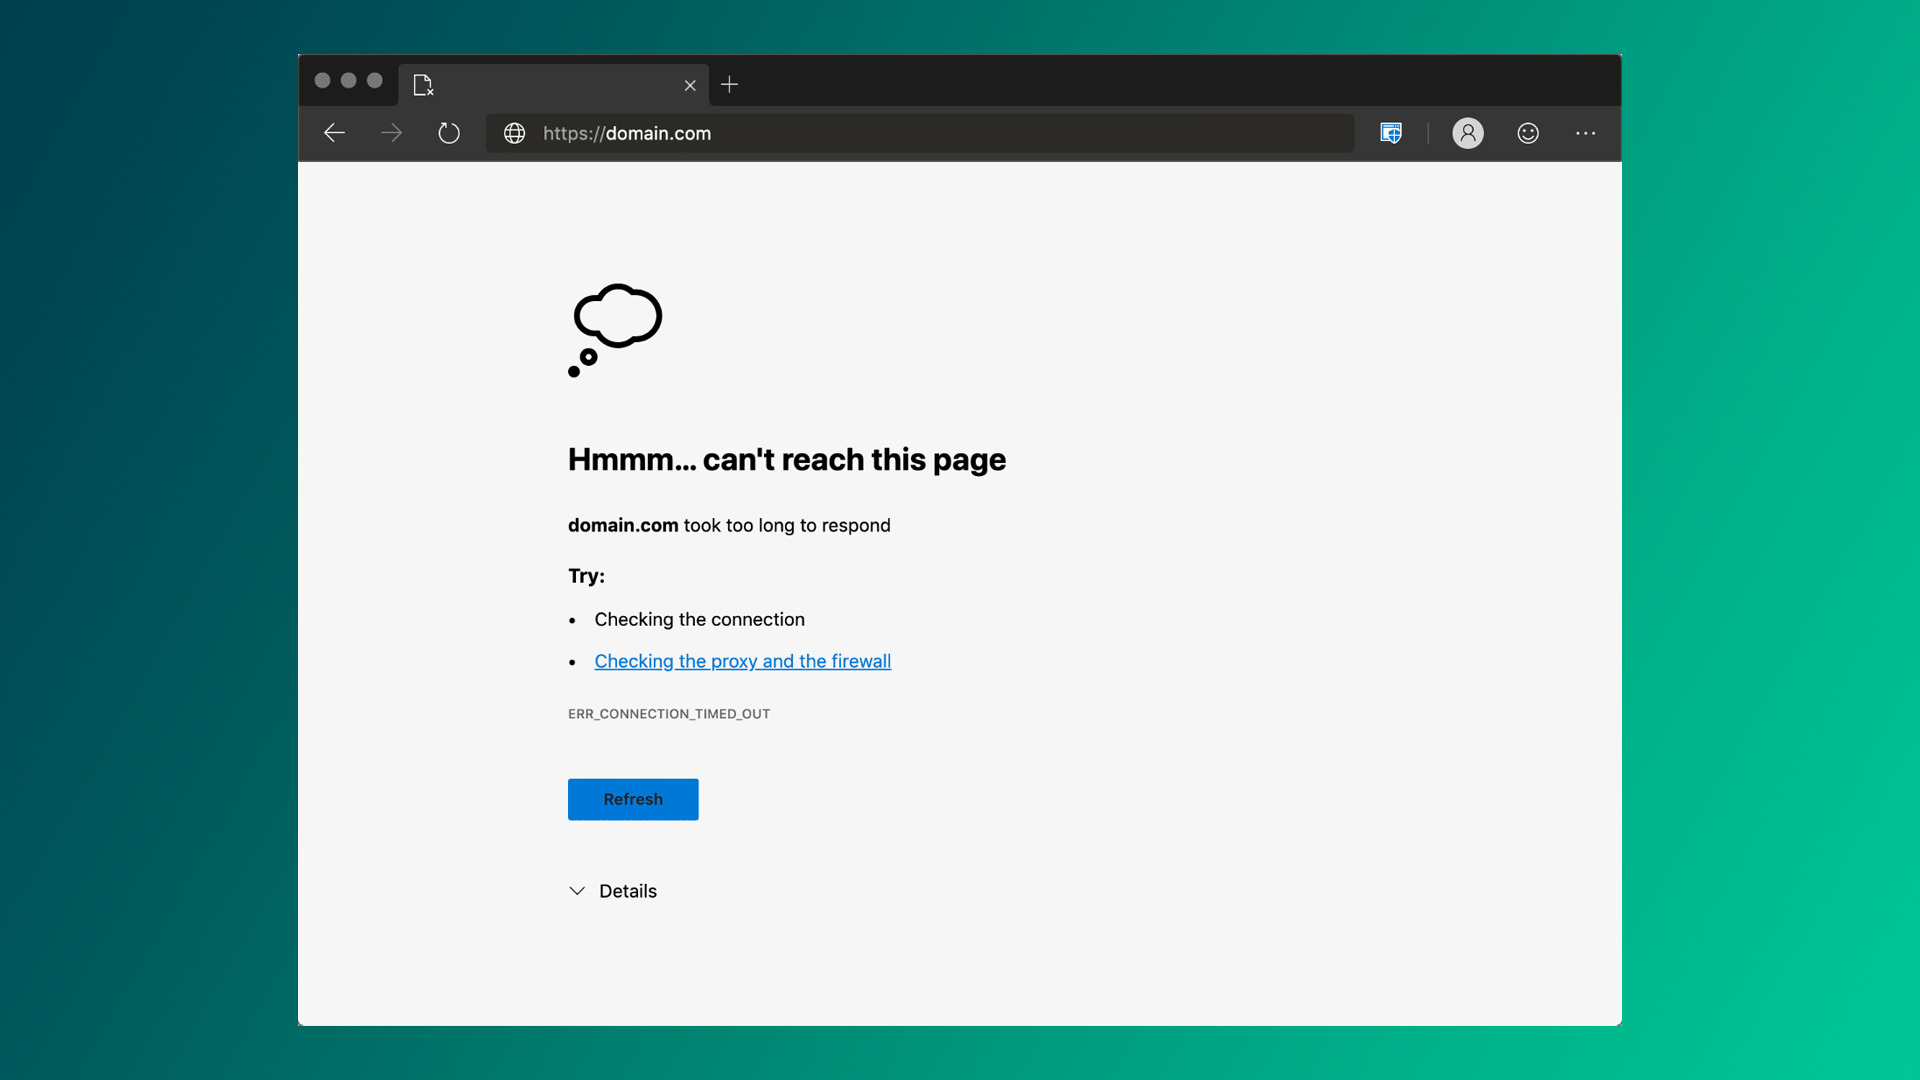 https://domain.com
Hmmm... can't reach this page
domain.com took too long to respond
Try:
• Checking the connection
• Checking the proxy and the firewall
ERR_CONNECTION_TIMED_OUT
Refresh
Details